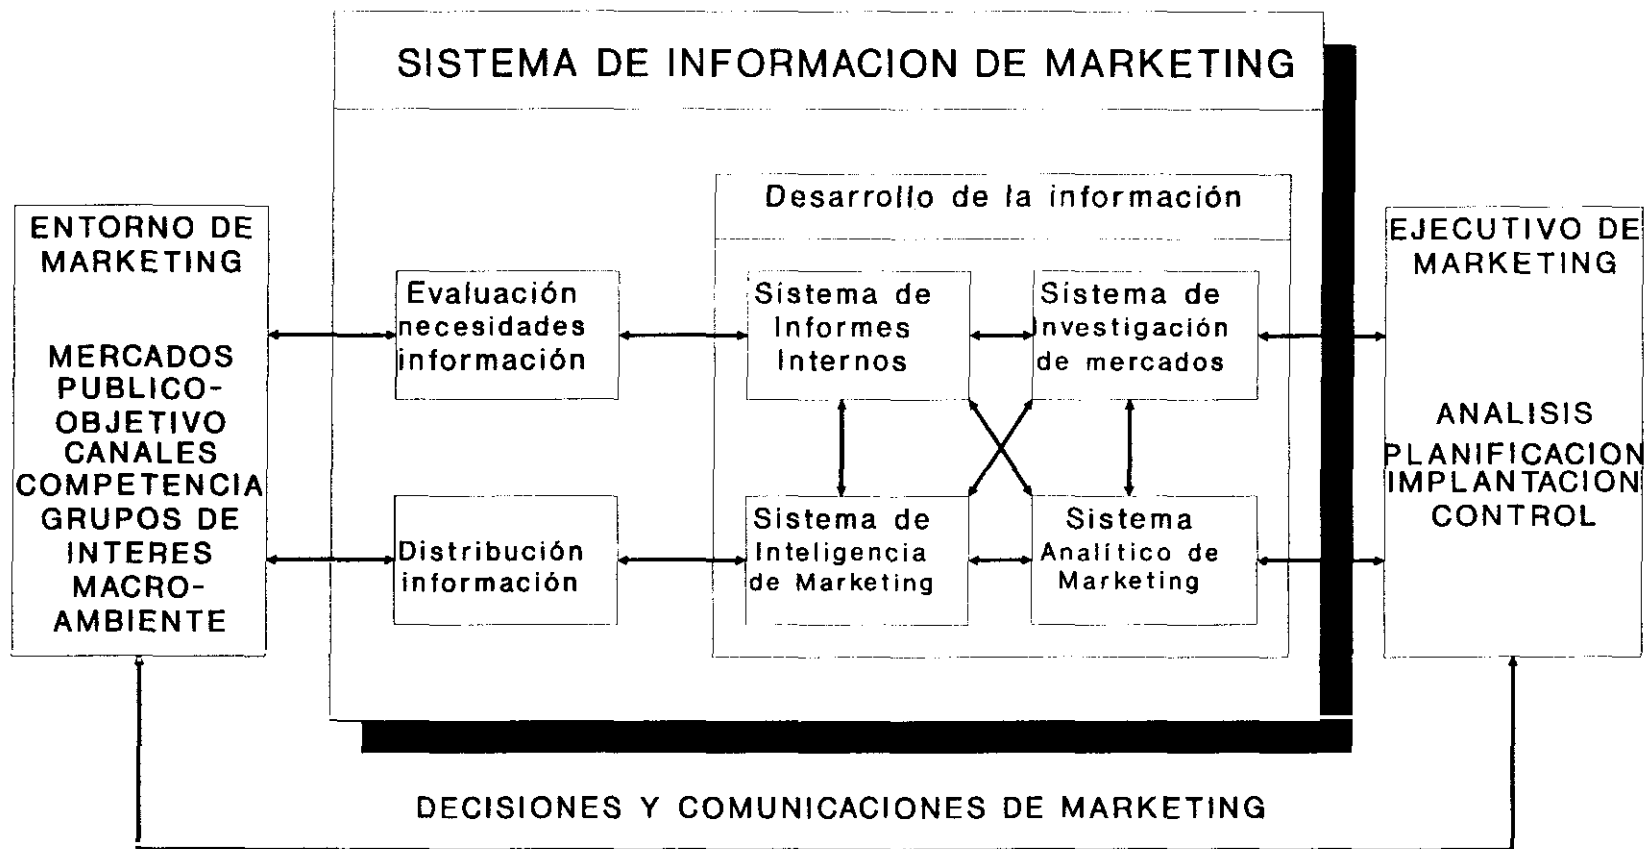 SISTEMA DE INFORMACION DE MARKETING
Desarrollo de la información
ENTORNO DE
MARKETING
MERCADOS
PUBLICO-
OBJETIVO
CANALES
COMPETENCIA
GRUPOS DE
INTERES
MACRO-
AMBIENTE
Evaluación
necesidades
información
Distribución
información
Sistema de
Informes
Internos
Sistema de
Investigación
de mercados
Sistema de
Inteligencia
de Marketing
Sistema
Analítico de
Marketing
EJECUTIVO DE
MARKETING
ANALISIS
PLANIFICACION
IMPLANTACION
CONTROL
DECISIONES Y COMUNICACIONES DE MARKETING